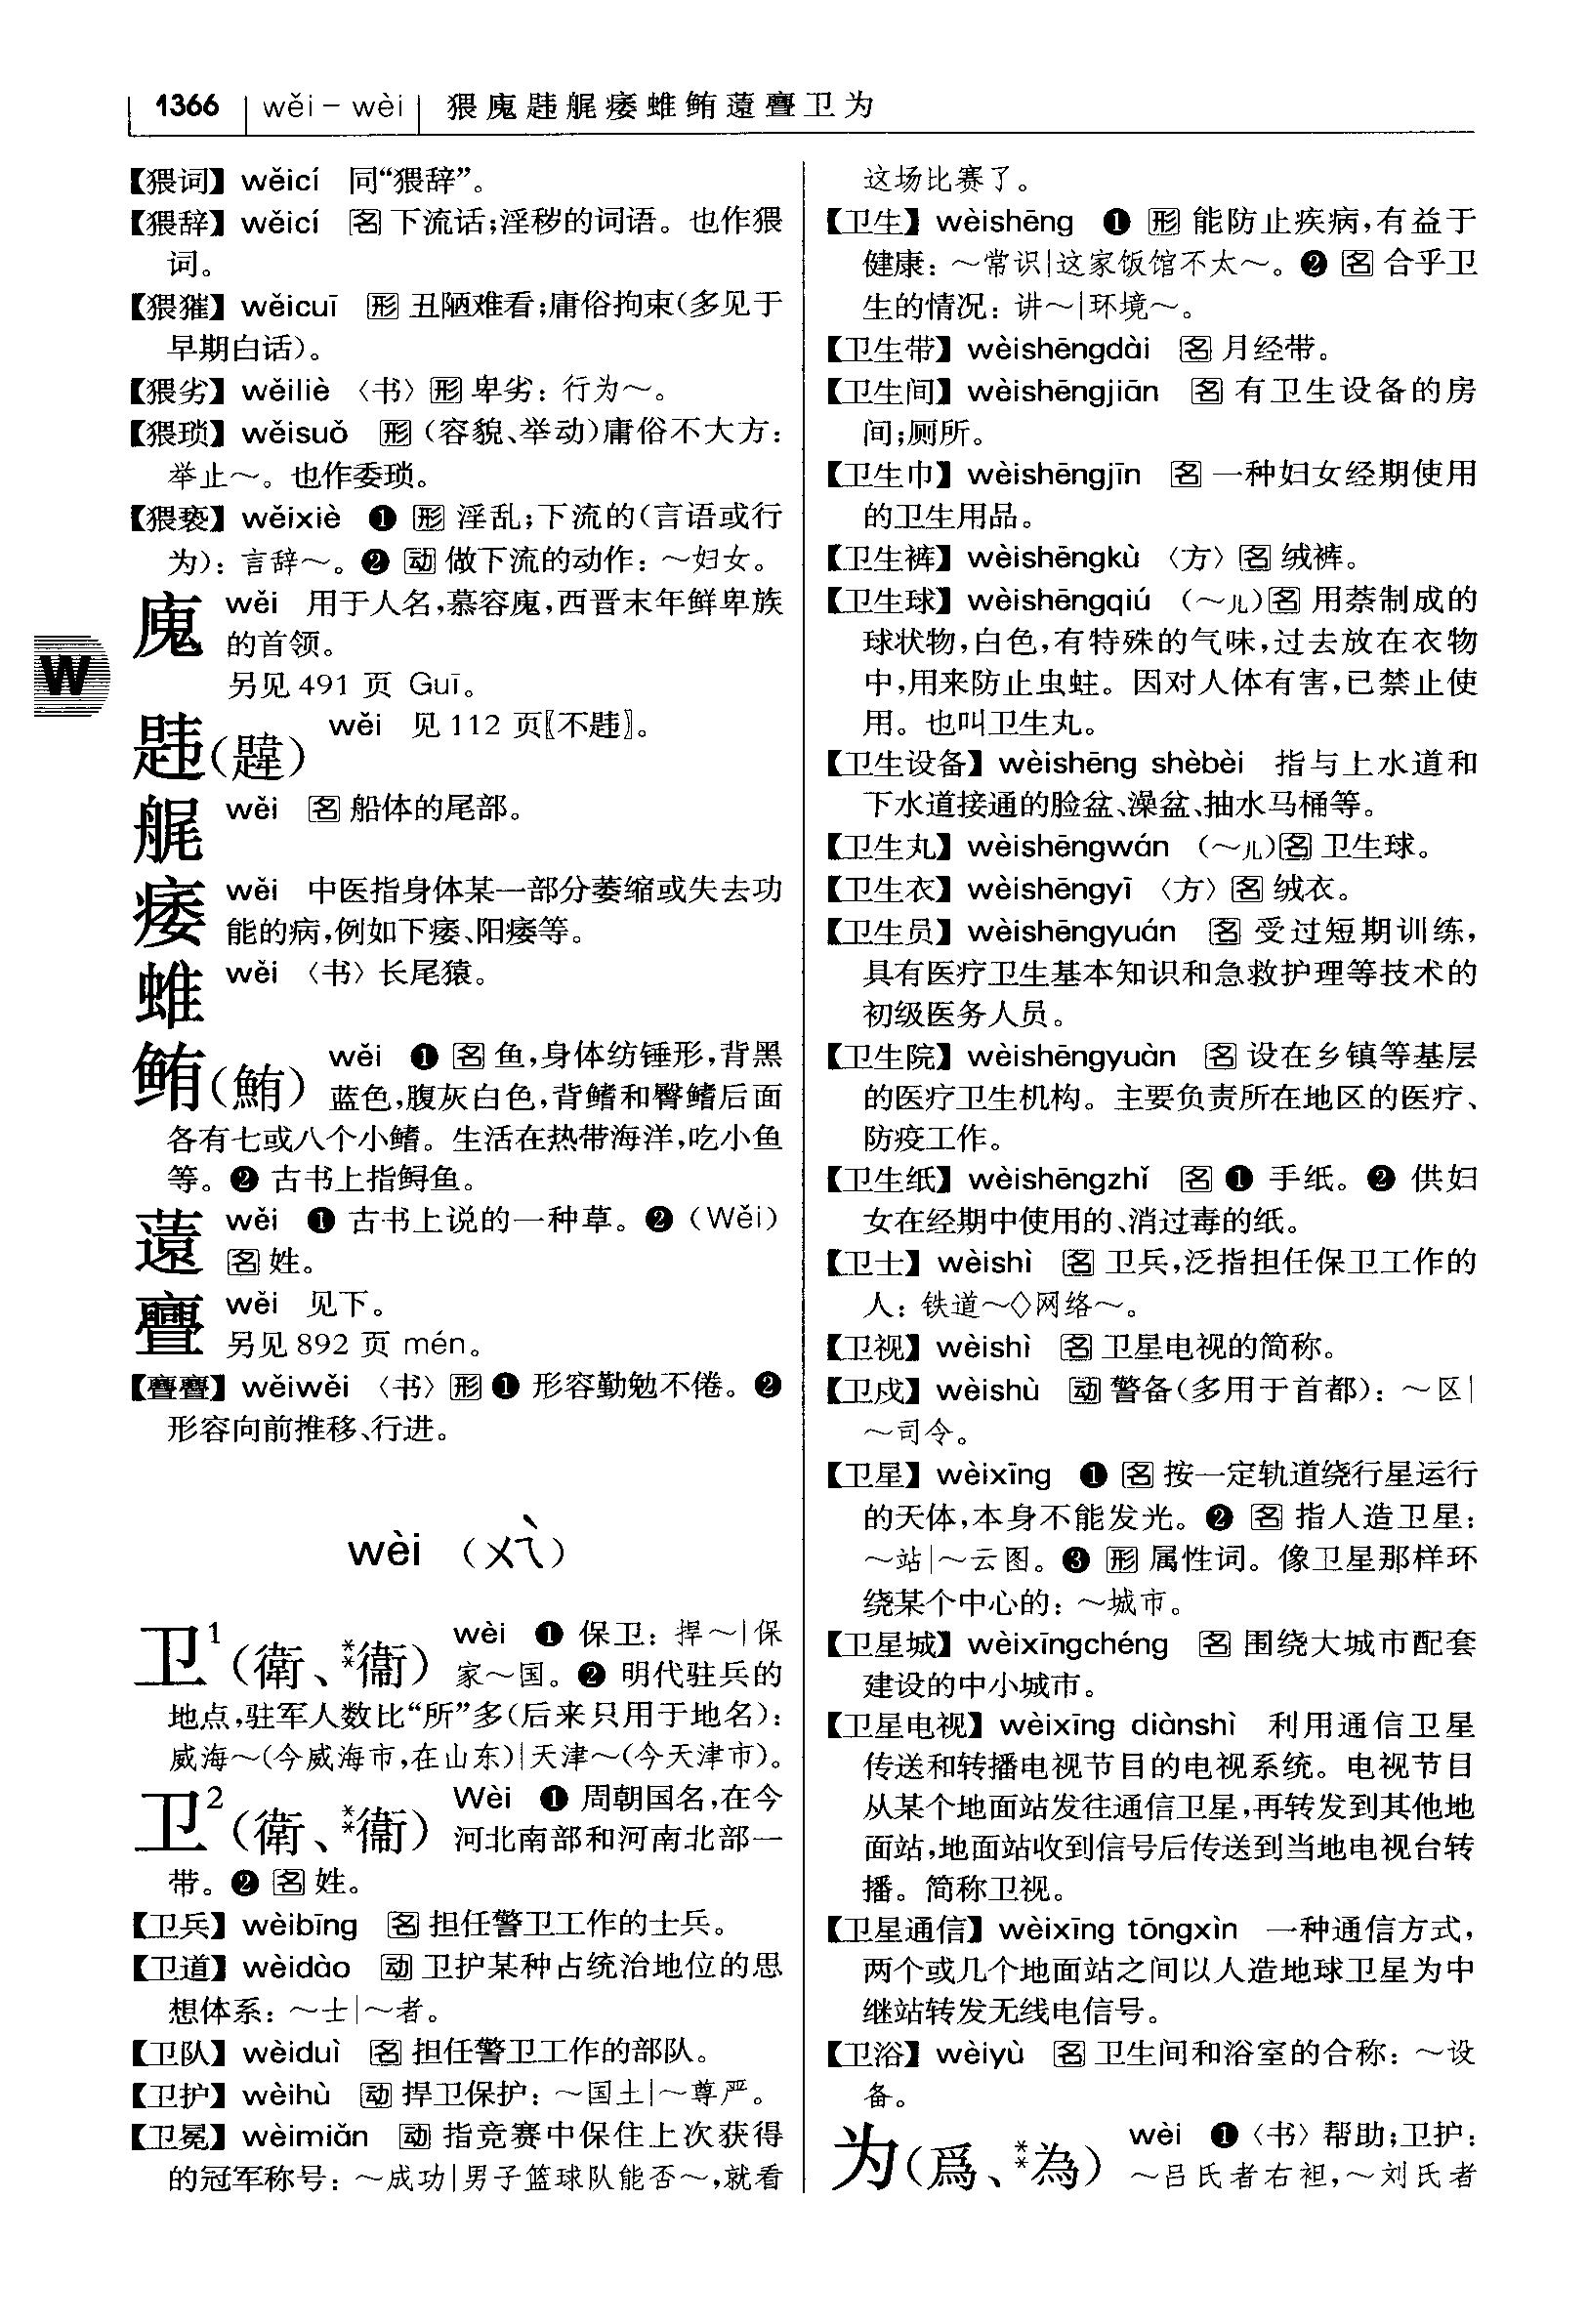 1366 wěi－wèi 猥廆韪艉痿蜼鲔薳亹卫为
【猥词】 wěicí 同“猥辞”。
【猥辞】 wěicí 名 下流话;淫秽的词语。也作猥
词。
【猥獕】 wěicuī 形 丑陋难看;庸俗拘束(多见于
早期白话)。
【猥劣】 wěiliè 〈书〉形 卑劣：行为～。
【猥琐】 wěisuǒ 形 (容貌、举动)庸俗不大方：
举止～。也作委琐。
【猥亵】 wěixiè ❶ 形 淫乱;下流的(言语或行
为)：言辞～。❷ 动 做下流的动作：～妇女。
廆 wěi 用于人名,慕容廆,西晋末年鲜卑族
的首领。
另见491页 Guī。
韪(韙) wěi 见112页〖不韪〗。
艉 wěi 名 船体的尾部。
痿 wěi 中医指身体某一部分萎缩或失去功
能的病,例如下痿、阳痿等。
蜼 wěi 〈书〉长尾猿。
鲔(鮪) wěi ❶ 名 鱼,身体纺锤形,背黑
蓝色,腹灰白色,背鳍和臀鳍后面
各有七或八个小鳍。生活在热带海洋,吃小鱼
等。❷ 古书上指鲟鱼。
薳 wěi ❶ 古书上说的一种草。❷ (Wěi)
名 姓。
亹 wěi 见下。
另见892页 mén。
【亹亹】 wěiwěi 〈书〉形 ❶ 形容勤勉不倦。❷
形容向前推移、行进。
wèi (ㄨㄟˋ)
卫¹(衛、**衞) wèi ❶ 保卫：捍～|保
家～国。❷ 明代驻兵的
地点,驻军人数比“所”多(后来只用于地名)：
威海～(今威海市,在山东)|天津～(今天津市)。
卫²(衛、**衞) Wèi ❶ 周朝国名,在今
河北南部和河南北部一
带。❷ 名 姓。
【卫兵】 wèibīng 名 担任警卫工作的士兵。
【卫道】 wèidào 动 卫护某种占统治地位的思
想体系：～士|～者。
【卫队】 wèiduì 名 担任警卫工作的部队。
【卫护】 wèihù 动 捍卫保护：～国土|～尊严。
【卫冕】 wèimiǎn 动 指竞赛中保住上次获得
的冠军称号：～成功|男子篮球队能否～,就看
W
这场比赛了。
【卫生】 wèishēng ❶ 形 能防止疾病,有益于
健康：～常识|这家饭馆不太～。❷ 名 合乎卫
生的情况：讲～|环境～。
【卫生带】 wèishēngdài 名 月经带。
【卫生间】 wèishēngjiān 名 有卫生设备的房
间;厕所。
【卫生巾】 wèishēngjīn 名 一种妇女经期使用
的卫生用品。
【卫生裤】 wèishēngkù 〈方〉名 绒裤。
【卫生球】 wèishēngqiú (～儿)名 用萘制成的
球状物,白色,有特殊的气味,过去放在衣物
中,用来防止虫蛀。因对人体有害,已禁止使
用。也叫卫生丸。
【卫生设备】 wèishēng shèbèi 指与上水道和
下水道接通的脸盆、澡盆、抽水马桶等。
【卫生丸】 wèishēngwán (～儿)名 卫生球。
【卫生衣】 wèishēngyī 〈方〉名 绒衣。
【卫生员】 wèishēngyuán 名 受过短期训练,
具有医疗卫生基本知识和急救护理等技术的
初级医务人员。
【卫生院】 wèishēngyuàn 名 设在乡镇等基层
的医疗卫生机构。主要负责所在地区的医疗、
防疫工作。
【卫生纸】 wèishēngzhǐ 名 ❶ 手纸。❷ 供妇
女在经期中使用的、消过毒的纸。
【卫士】 wèishì 名 卫兵,泛指担任保卫工作的
人：铁道～◇网络～。
【卫视】 wèishì 名 卫星电视的简称。
【卫戍】 wèishù 动 警备(多用于首都)：～区|
～司令。
【卫星】 wèixīng ❶ 名 按一定轨道绕行星运行
的天体,本身不能发光。❷ 名 指人造卫星：
～站|～云图。❸ 形 属性词。像卫星那样环
绕某个中心的：～城市。
【卫星城】 wèixīngchéng 名 围绕大城市配套
建设的中小城市。
【卫星电视】 wèixīng diànshì 利用通信卫星
传送和转播电视节目的电视系统。电视节目
从某个地面站发往通信卫星,再转发到其他地
面站,地面站收到信号后传送到当地电视台转
播。简称卫视。
【卫星通信】 wèixīng tōngxìn 一种通信方式,
两个或几个地面站之间以人造地球卫星为中
继站转发无线电信号。
【卫浴】 wèiyù 名 卫生间和浴室的合称：～设
备。
为(爲、**為) wèi ❶〈书〉帮助;卫护：
～吕氏者右袒,～刘氏者